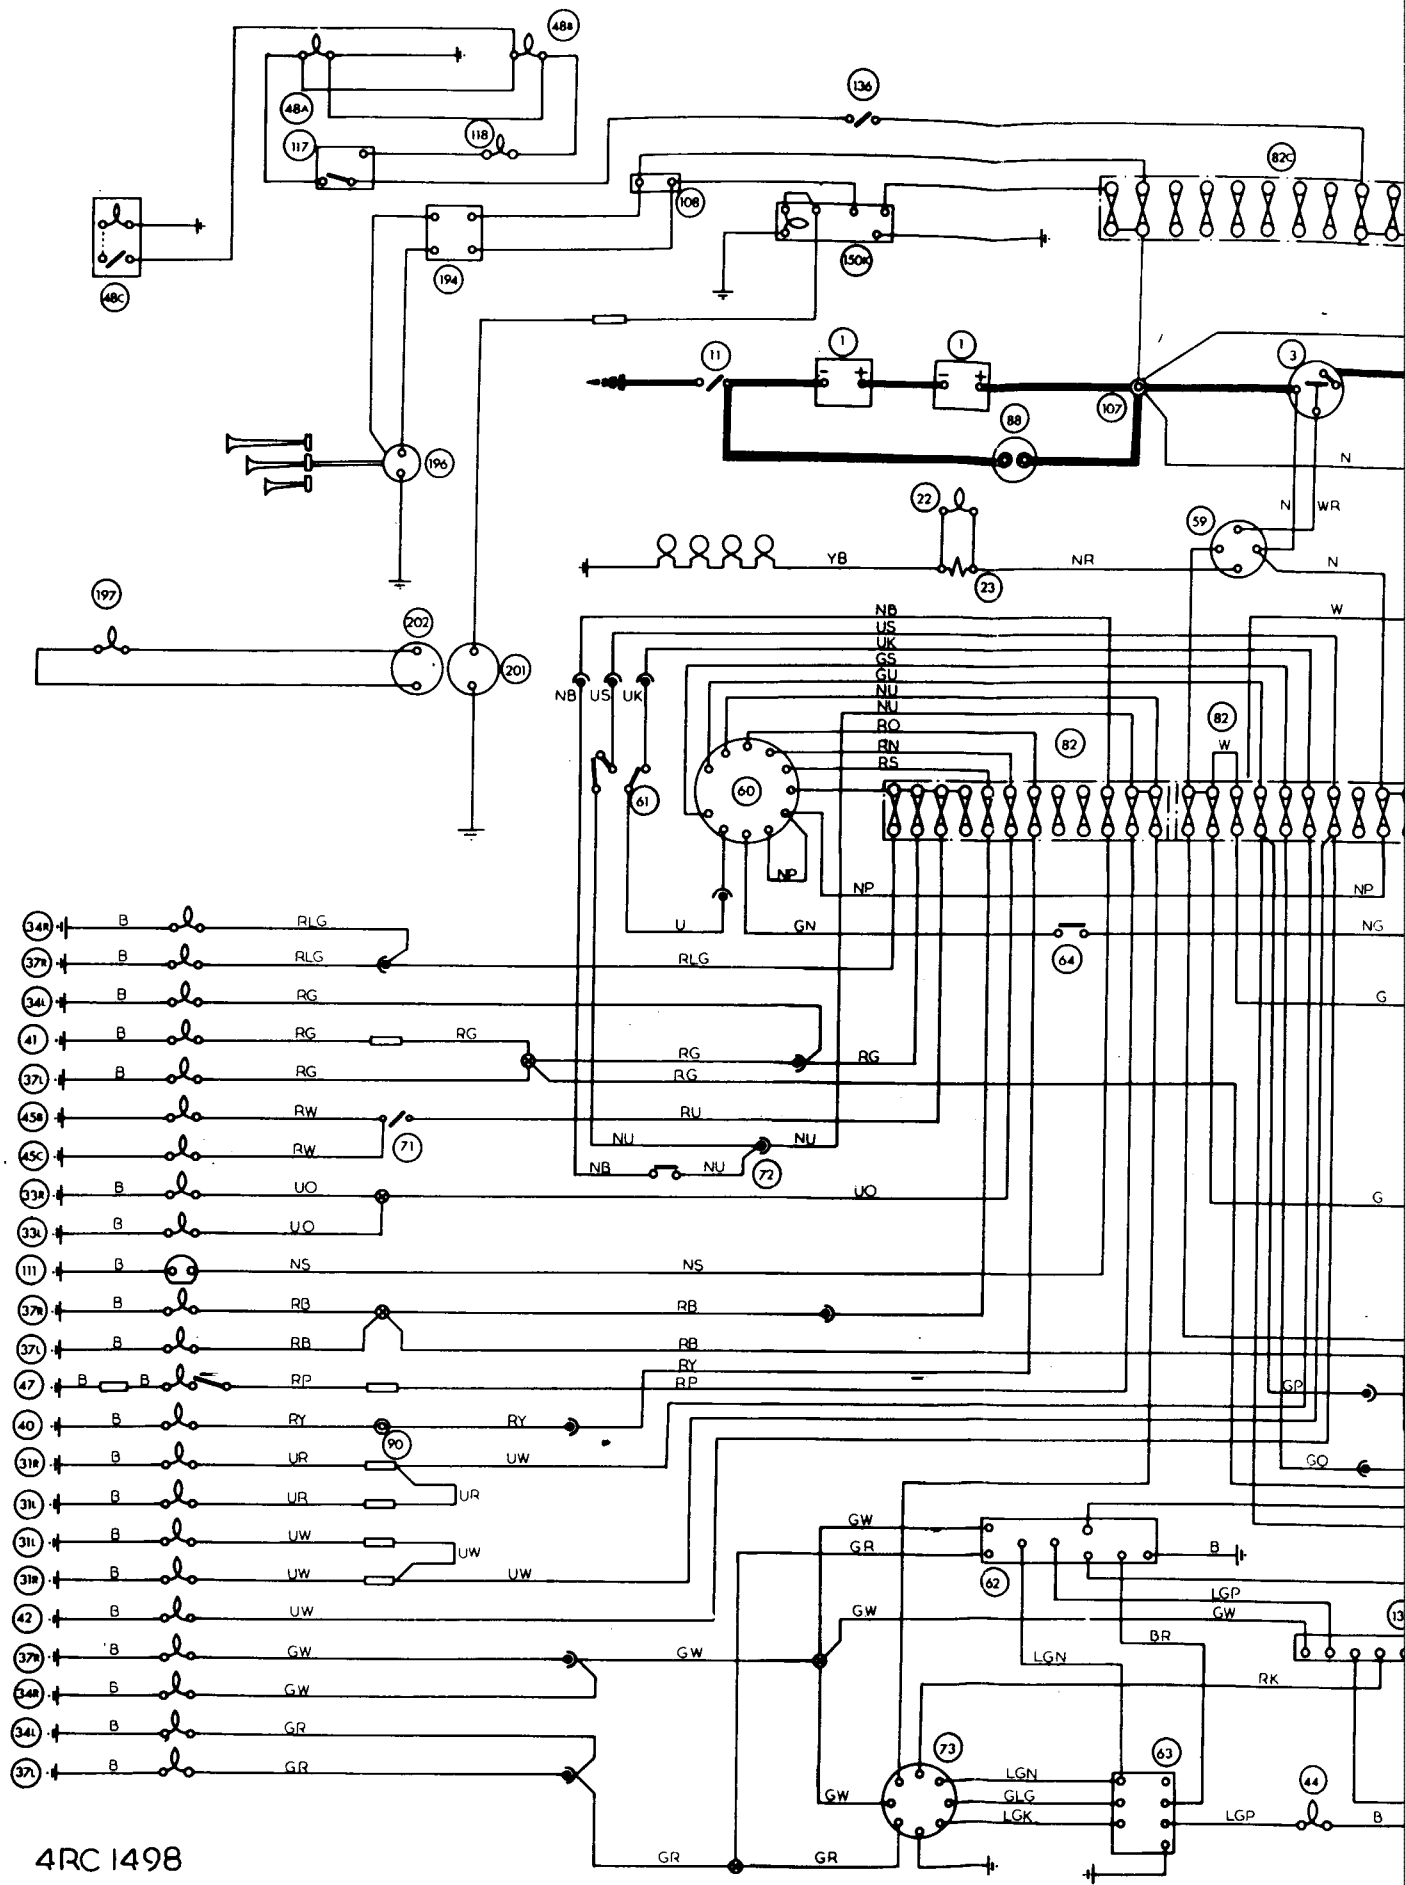 48B
136
48A
118
117
82C
108
150K
194
48C
11
1
1
3
- + - +
107
88
196
N
22
N WR
59
YB
NR
N
23
197
202
201
NB
US
UK
GS
GU
NU
NU
RO
RN
RS
W
NB US UK
82
82
W
61
60
NP
NP
NP
U
GN
NG
64
34R B RLG
37R B RLG RLG
34L B RG
G
41 B RG RG
RG
RG
37L B RG
RG
45B RW RU
71
45C RW
NU NU
NB NU
72
33R B UO
UO
G
33L B UO
111 B NS NS
37R B RB RB
37L B RB RB
RY
47 B B RP RP
GP
40 B RY RY
90
31R B UR UW
GO
31L B UR UR
31L B UW UW
GW
GR
B
31R B UW UW
62
LGP
42 B UW
GW
GW
13
BR
37R B GW GW
LGN
RK
34R B GW
34L B GR
73
63
37L B GR
LGN
44
GW
GLG
LGK
LGP
B
4RC 1498
GR
GR